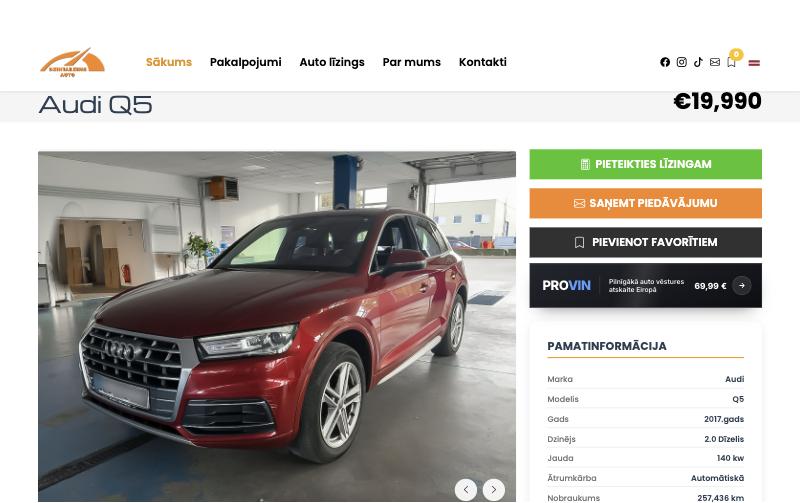 AUTO
Sākums
Pakalpojumi
Auto līzings
Par mums
Kontakti
0
Audi Q5
€19,990
PIETEIKTIES LĪZINGAM
SAŅEMT PIEDĀVĀJUMU
PIEVIENOT FAVORĪTIEM
PROVIN
Pilnīgākā auto vēstures
atskaite Eiropā
69,99 €
PAMATINFORMĀCIJA
Marka Audi
Modelis Q5
Gads 2017.gads
Dzinējs 2.0 Dīzelis
Jauda 140 kw
Ātrumkārba Automātiskā
Nobraukums 257,436 km